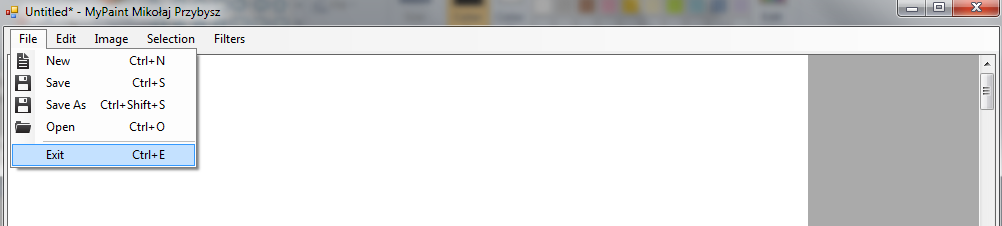 Untitled* - MyPaint Mikołaj Przybysz
File Edit Image Selection Filters
New Ctrl+N
Save Ctrl+S
Save As Ctrl+Shift+S
Open Ctrl+O
Exit Ctrl+E